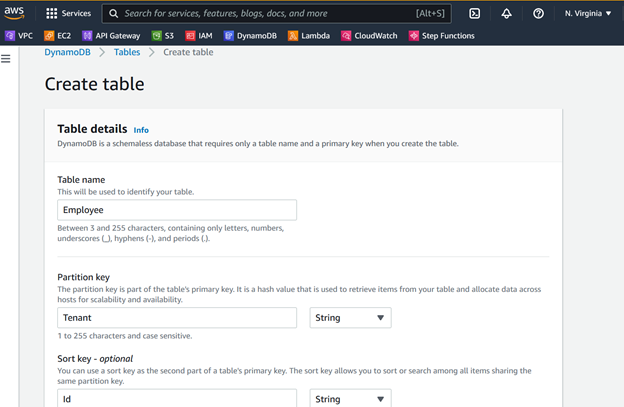 aws
Services
Search for services, features, blogs, docs, and more
[Alt+S]
N. Virginia
VPC
EC2
API Gateway
S3
IAM
DynamoDB
Lambda
CloudWatch
Step Functions
DynamoDB
Tables
Create table
Create table
Table details Info
DynamoDB is a schemaless database that requires only a table name and a primary key when you create the table.
Table name
This will be used to identify your table.
Employee
Between 3 and 255 characters, containing only letters, numbers,
underscores (_), hyphens (-), and periods (.).
Partition key
The partition key is part of the table's primary key. It is a hash value that is used to retrieve items from your table and allocate data across
hosts for scalability and availability.
Tenant
String
1 to 255 characters and case sensitive.
Sort key - optional
You can use a sort key as the second part of a table's primary key. The sort key allows you to sort or search among all items sharing the
same partition key.
Id
String